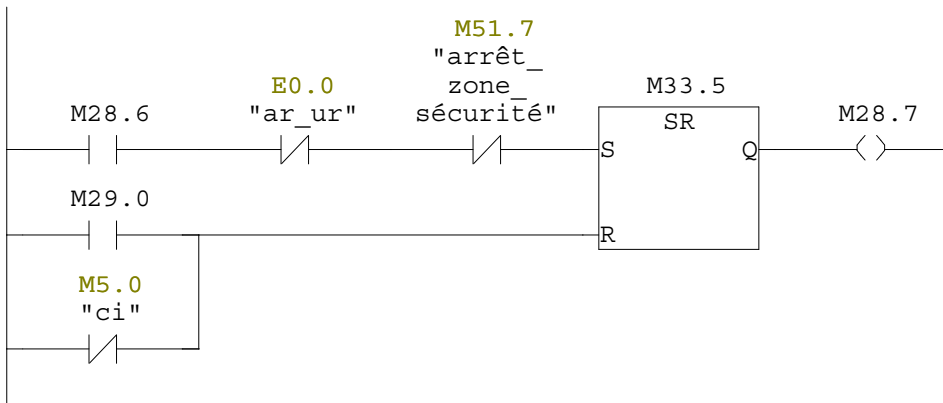 M51.7
"arrêt_
E0.0
zone_
M33.5
M28.6
"ar_ur"
sécurité"
SR
M28.7
S
Q
M29.0
R
M5.0
"ci"